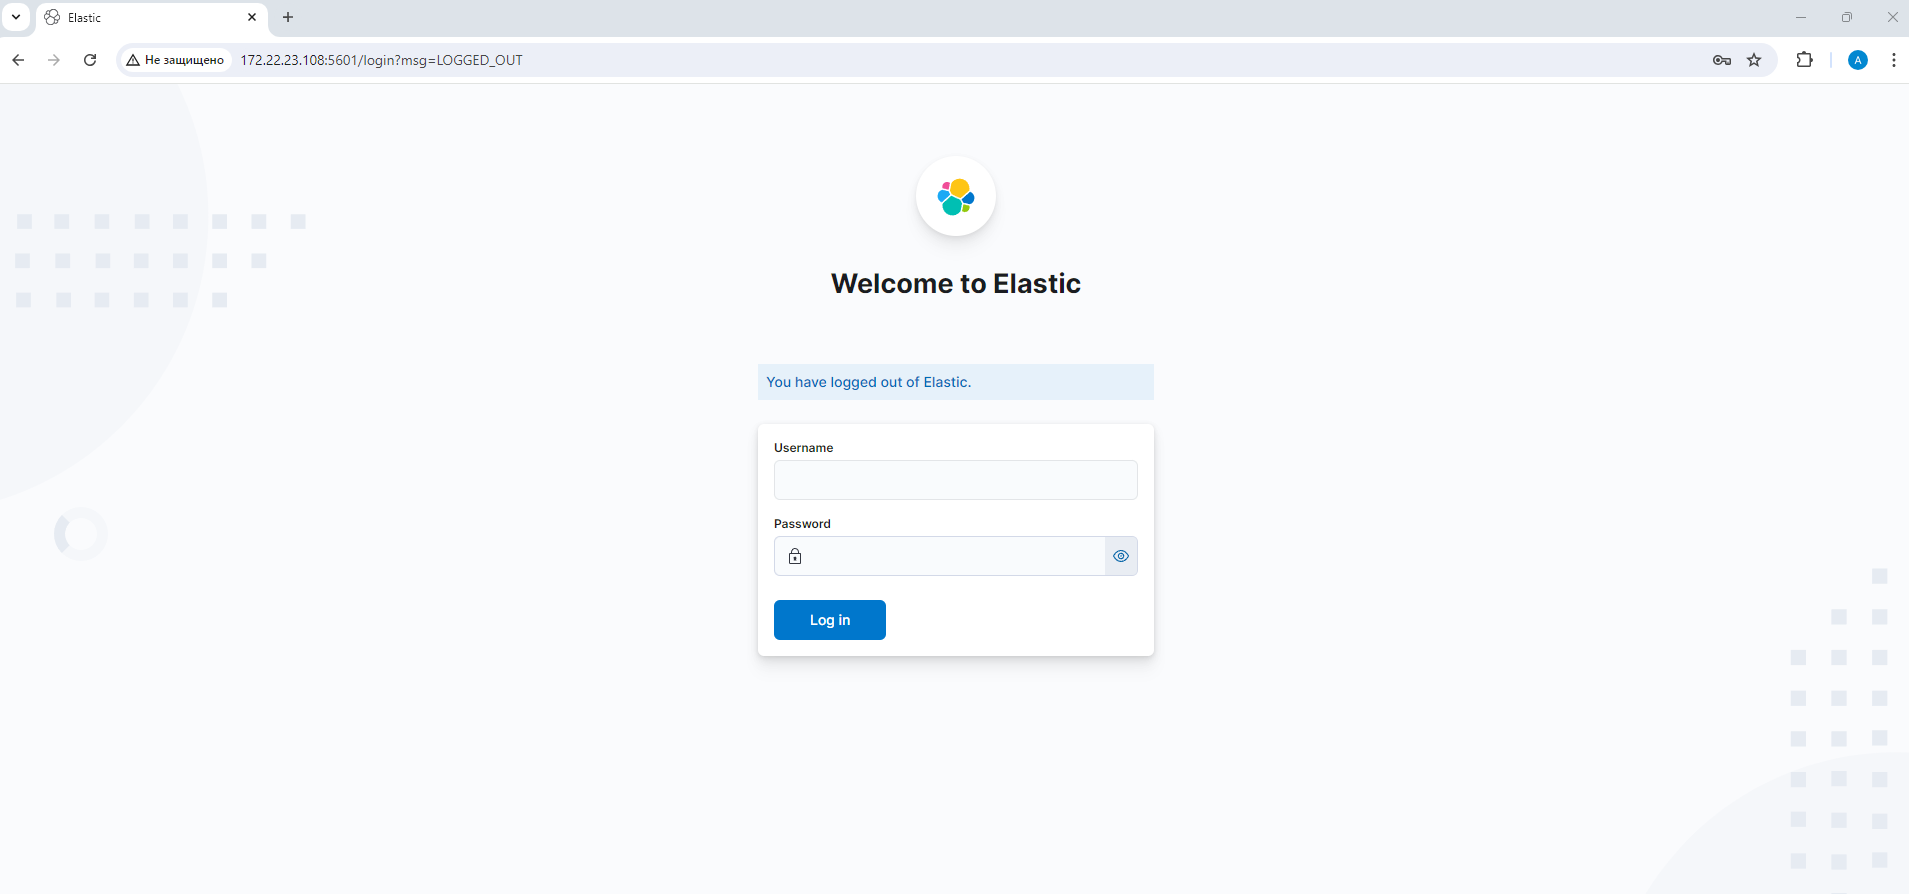 Elastic
Не защищено 172.22.23.108:5601/login?msg=LOGGED_OUT
A
Welcome to Elastic
You have logged out of Elastic.
Username
Password
Log in